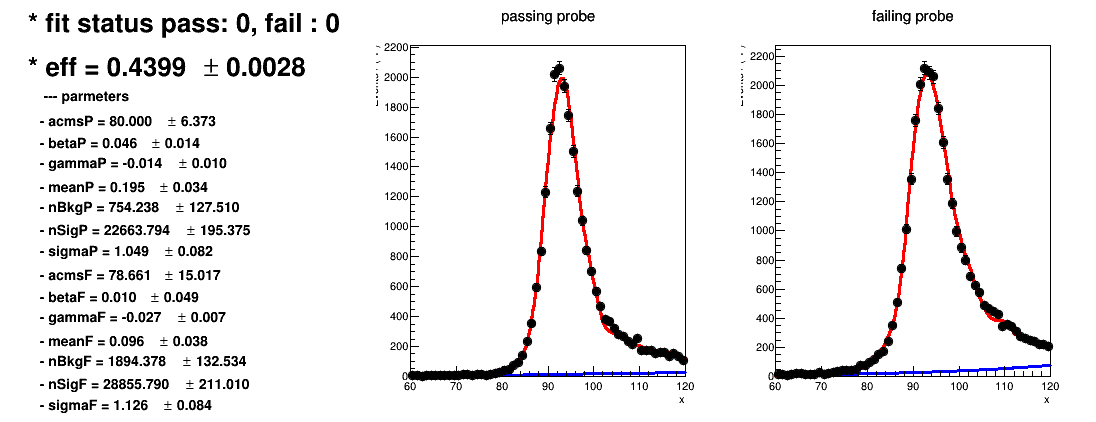 * fit status pass: 0, fail : 0
* eff = 0.4399 ± 0.0028
--- parmeters
- acmsP = 80.000 ± 6.373
- betaP = 0.046 ± 0.014
- gammaP = -0.014 ± 0.010
- meanP = 0.195 ± 0.034
- nBkgP = 754.238 ± 127.510
- nSigP = 22663.794 ± 195.375
- sigmaP = 1.049 ± 0.082
- acmsF = 78.661 ± 15.017
- betaF = 0.010 ± 0.049
- gammaF = -0.027 ± 0.007
- meanF = 0.096 ± 0.038
- nBkgF = 1894.378 ± 132.534
- nSigF = 28855.790 ± 211.010
- sigmaF = 1.126 ± 0.084
passing probe
2200
2000
1800
1600
1400
1200
1000
800
600
400
200
0
60 70 80 90 100 110 120
x
failing probe
2200
2000
1800
1600
1400
1200
1000
800
600
400
200
0
60 70 80 90 100 110 120
x